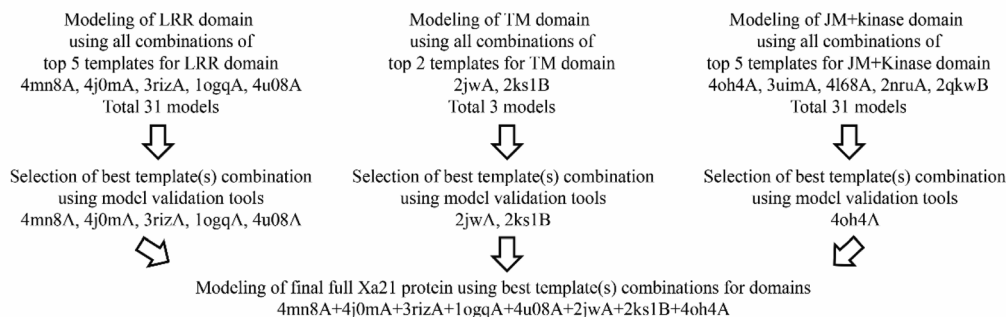 Modeling of LRR domain
using all combinations of
top 5 templates for LRR domain
4mn8A, 4j0mA, 3rizA, 1ogqA, 4u08A
Total 31 models
Modeling of TM domain
using all combinations of
top 2 templates for TM domain
2jwA, 2ks1B
Total 3 models
Modeling of JM+kinase domain
using all combinations of
top 5 templates for JM+Kinase domain
4oh4A, 3uimA, 4l68A, 2nruA, 2qkwB
Total 31 models
Selection of best template(s) combination
using model validation tools
4mn8A, 4j0mA, 3rizA, 1ogqA, 4u08A
Selection of best template(s) combination
using model validation tools
2jwA, 2ks1B
Selection of best template(s) combination
using model validation tools
4oh4A
Modeling of final full Xa21 protein using best template(s) combinations for domains
4mn8A+4j0mA+3rizA+1ogqA+4u08A+2jwA+2ks1B+4oh4A